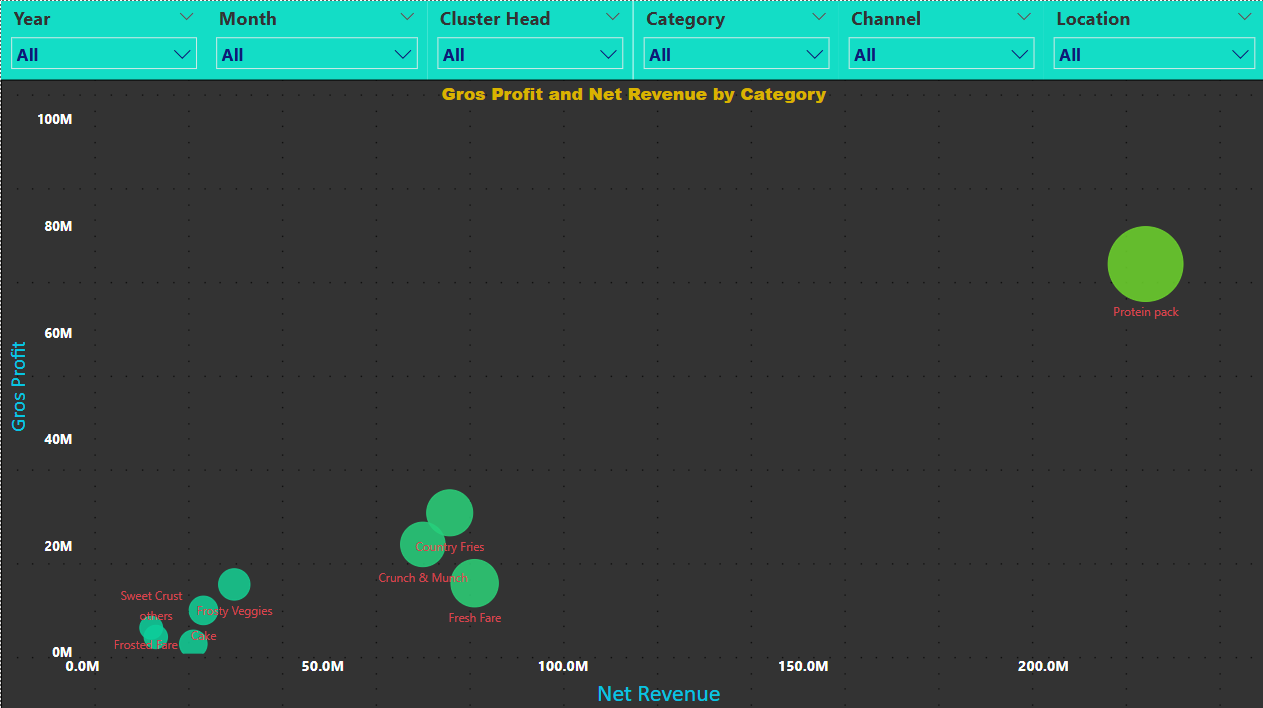 Year Month Cluster Head Category Channel Location
All All All All All All
Gros Profit and Net Revenue by Category
100M
80M
60M
40M
20M
0M
Gros Profit
Protein pack
Country Fries
Crunch & Munch
Fresh Fare
Sweet Crust
others
Frosty Veggies
Cake
Frosted Fare
0.0M 50.0M 100.0M 150.0M 200.0M
Net Revenue